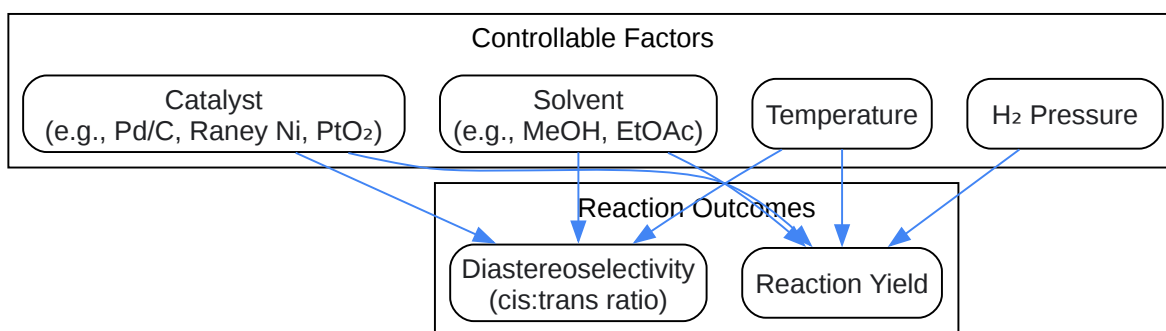 Controllable Factors
Catalyst
(e.g., Pd/C, Raney Ni, PtO₂)
Solvent
(e.g., MeOH, EtOAc)
Temperature
H₂ Pressure
Reaction Outcomes
Diastereoselectivity
(cis:trans ratio)
Reaction Yield